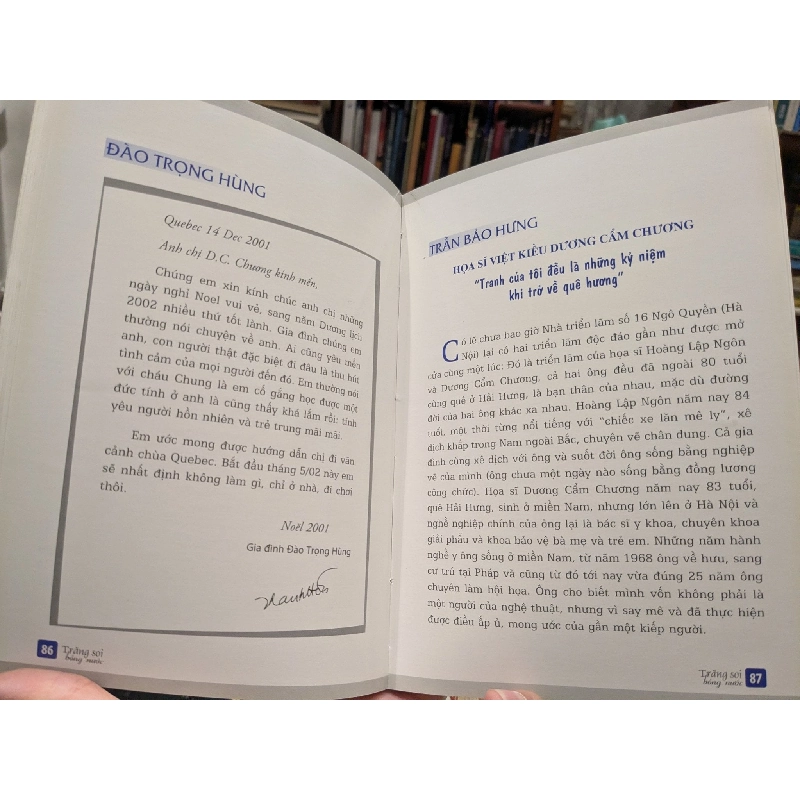 ĐÀO TRỌNG HÙNG
Quebec 14 Dec 2001
Anh chị D.C. Chương kính mến,
Chúng em xin kính chúc anh chị những
ngày nghỉ Noel vui vẻ, sang năm Dương lịch
2002 nhiều thứ tốt lành. Gia đình chúng em
thường nói chuyện về anh. Ai cũng yêu mến
anh, con người thật đặc biệt đi đâu là thu hút
tình cảm của mọi người đến đó. Em thường nói
với cháu Chung là em cố gắng học được một
đức tính ở anh là cũng thấy khá lắm rồi: tính
yêu người hồn nhiên và trẻ trung mãi mãi.
Em ước mong được hướng dẫn chị đi vãn
cảnh chùa Quebec. Bắt đầu tháng 5/02 này em
sẽ nhất định không làm gì, chỉ ở nhà, đi chơi
thôi.
Noël 2001
Gia đình Đào Trọng Hùng
86 Trăng soi
bóng nước
TRẦN BẢO HƯNG
HỌA SĨ VIỆT KIỀU DƯƠNG CẨM CHƯƠNG
"Tranh của tôi đều là những kỷ niệm
khi trở về quê hương"
Có lẽ chưa bao giờ Nhà triển lãm số 16 Ngô Quyền (Hà
Nội) lại có hai triển lãm độc đáo gần như được mở
cửa cùng một lúc: Đó là triển lãm của họa sĩ Hoàng Lập Ngôn
và Dương Cẩm Chương, cả hai ông đều đã ngoài 80 tuổi
cùng quê ở Hải Hưng, là bạn thân của nhau, mặc dù đường
đời của hai ông khác xa nhau. Hoàng Lập Ngôn năm nay 84
tuổi, một thời từng nổi tiếng với "chiếc xe lăn mê ly", xê
dịch khắp trong Nam ngoài Bắc, chuyên vẽ chân dung. Cả gia
đình cùng xê dịch với ông và suốt đời ông sống bằng nghiệp
vẽ của mình (ông chưa một ngày nào sống bằng đồng lương
công chức). Họa sĩ Dương Cẩm Chương năm nay 83 tuổi,
quê Hải Hưng, sinh ở miền Nam, nhưng lớn lên ở Hà Nội và
nghề nghiệp chính của ông lại là bác sĩ y khoa, chuyên khoa
giải phẫu và khoa bảo vệ bà mẹ và trẻ em. Những năm hành
nghề y ông sống ở miền Nam, từ năm 1968 ông về hưu, sang
cư trú tại Pháp và cũng từ đó tới nay vừa đúng 25 năm ông
chuyên làm hội họa. Ông cho biết mình vốn không phải là
một người của nghệ thuật, nhưng vì say mê và đã thực hiện
được điều ấp ủ, mong ước của gần một kiếp người.
Trăng soi
bóng nước 87